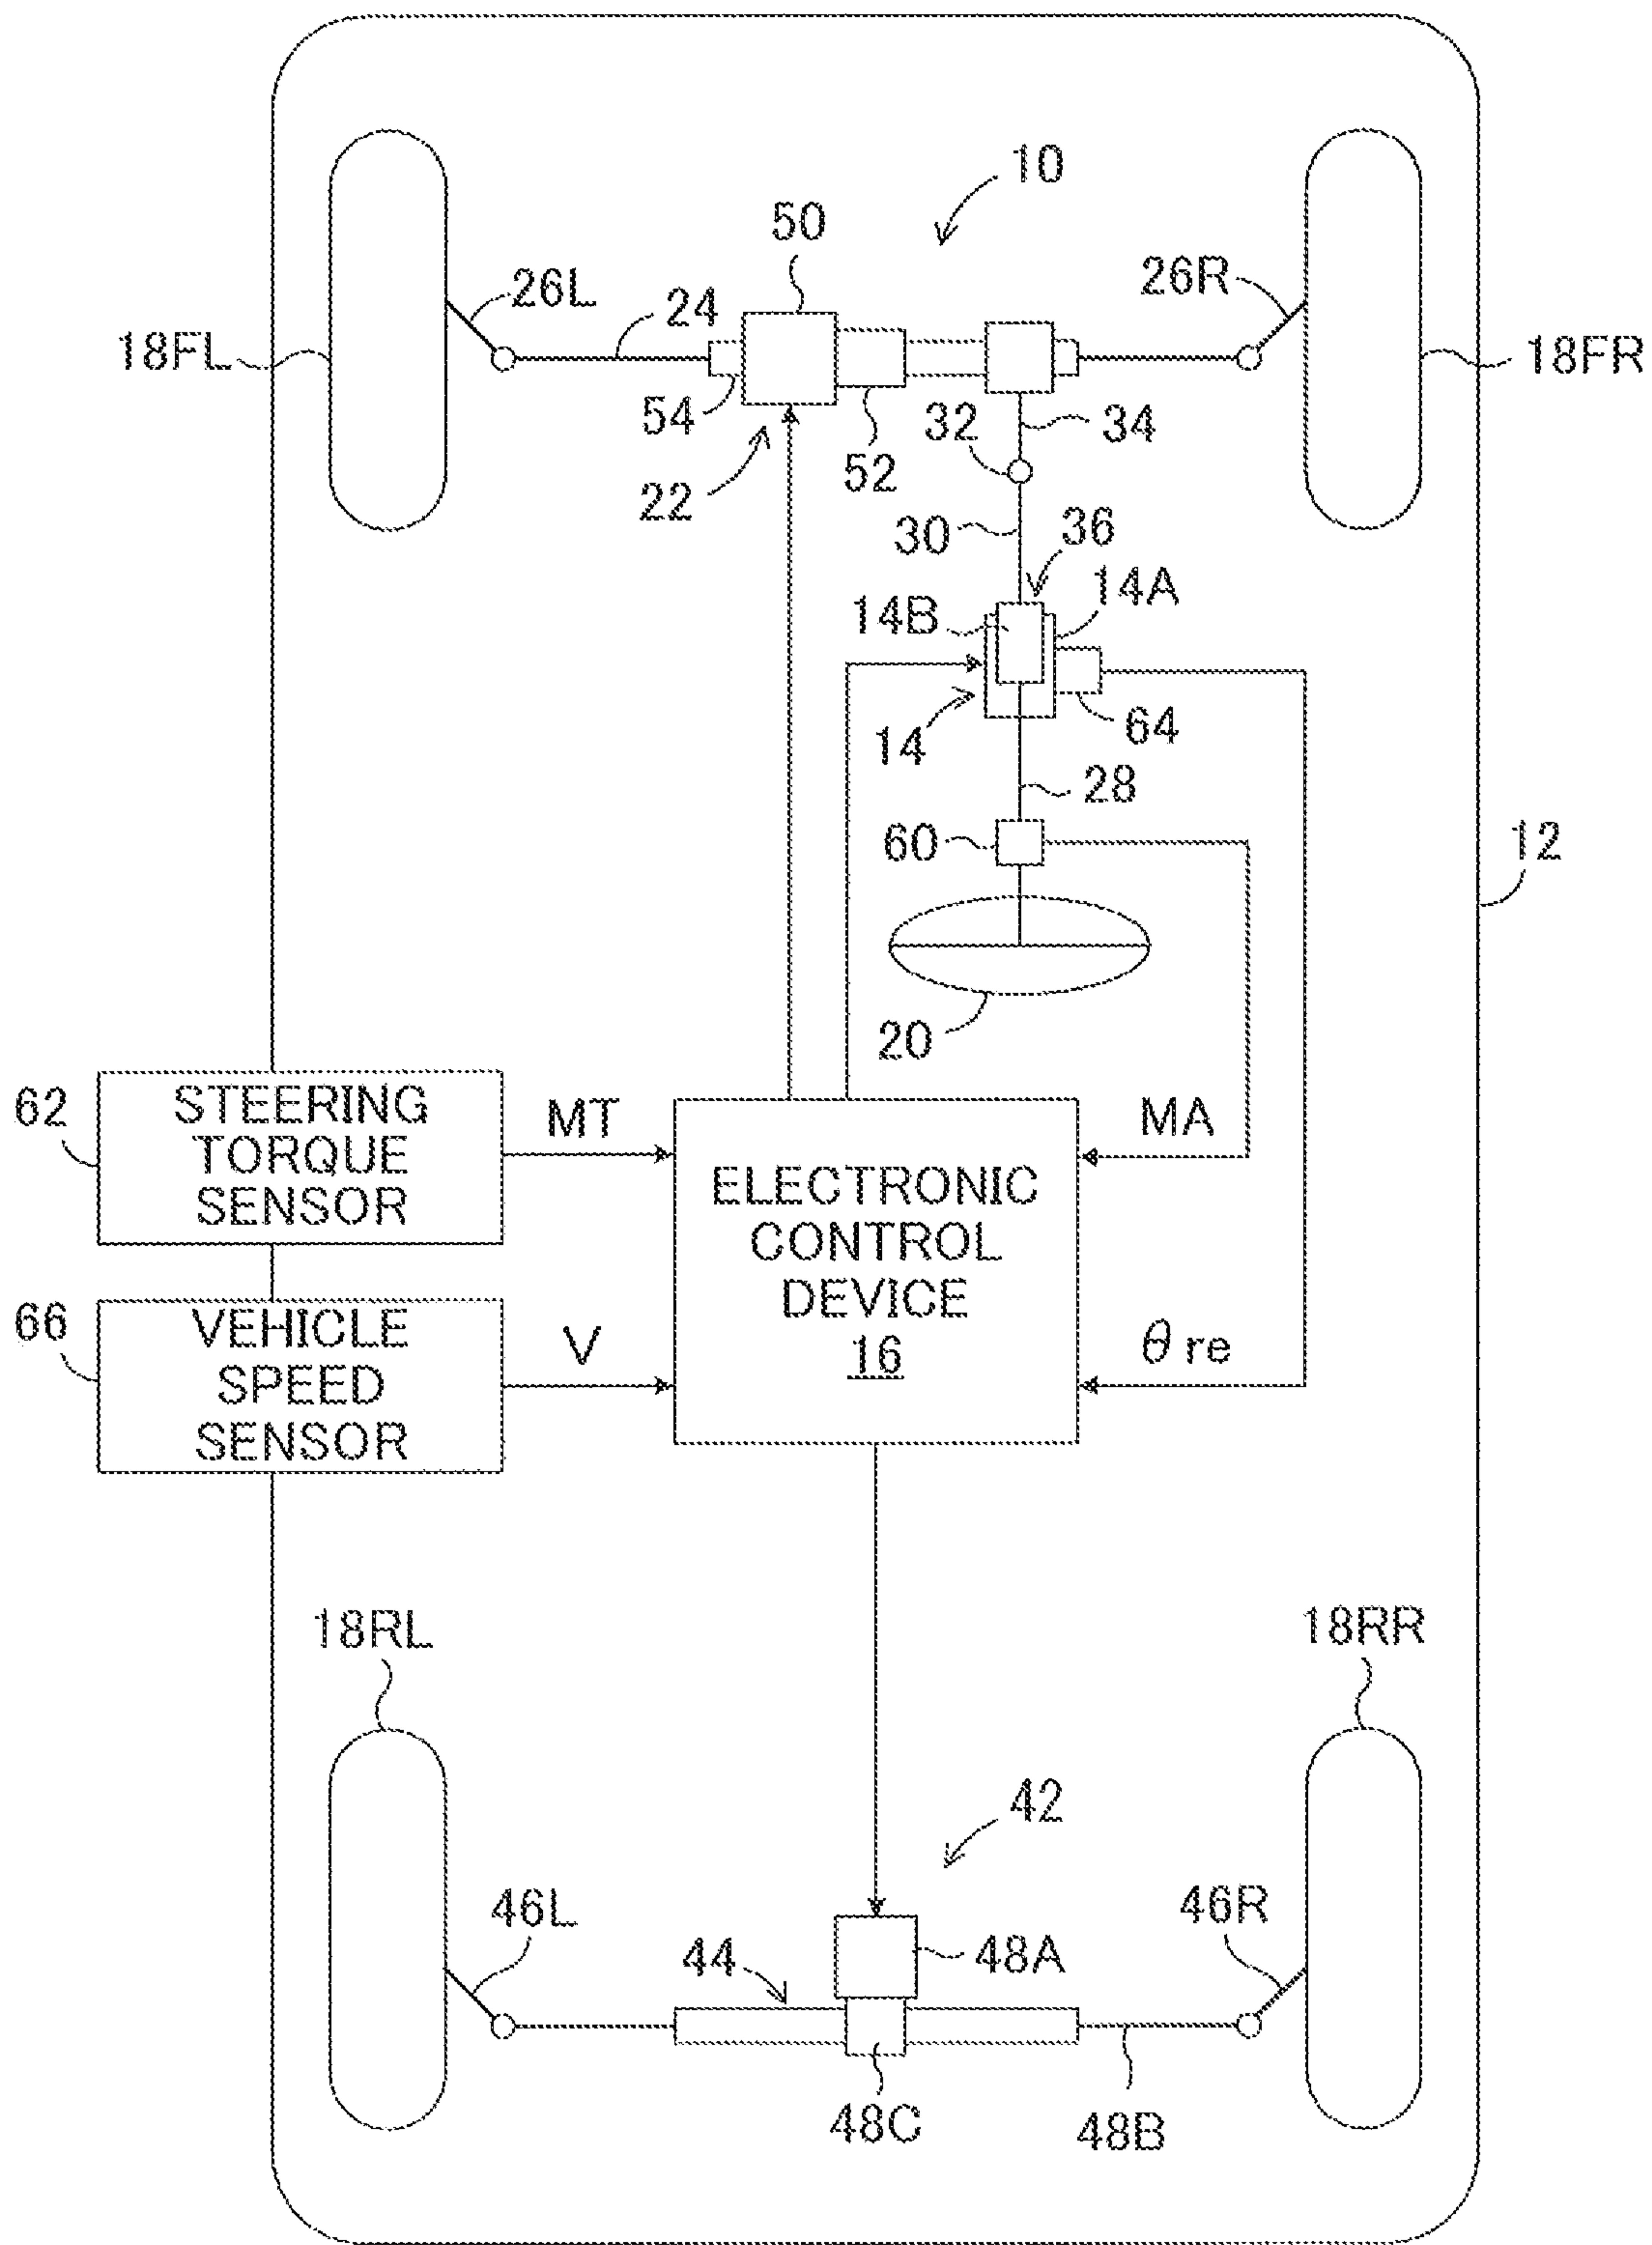 10
50
26L
24
26R
18FL
18FR
54
32
34
22
52
30
36
14A
14B
14
64
28
60
12
20
62
STEERING
TORQUE
SENSOR
MT
MA
ELECTRONIC
CONTROL
DEVICE
16
66
VEHICLE
SPEED
SENSOR
V
θre
18RL
18RR
42
46L
46R
44
48A
48C
48B